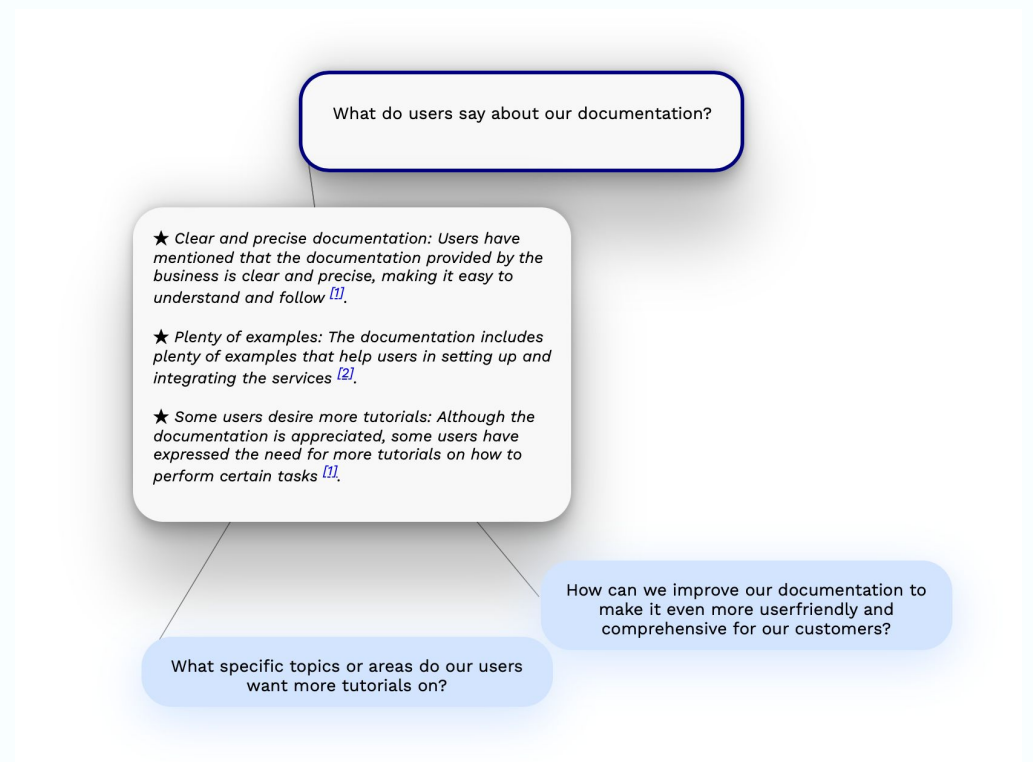 What do users say about our documentation?
★ Clear and precise documentation: Users have
mentioned that the documentation provided by the
business is clear and precise, making it easy to
understand and follow [1].
★ Plenty of examples: The documentation includes
plenty of examples that help users in setting up and
integrating the services [2].
★ Some users desire more tutorials: Although the
documentation is appreciated, some users have
expressed the need for more tutorials on how to
perform certain tasks [1].
How can we improve our documentation to
make it even more userfriendly and
comprehensive for our customers?
What specific topics or areas do our users
want more tutorials on?